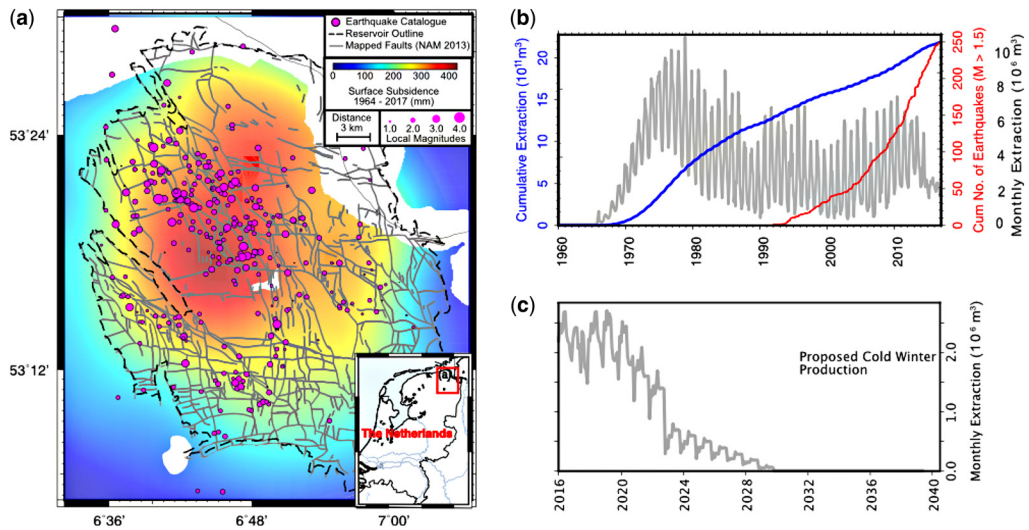 (a)
Earthquake Catalogue
Reservoir Outline
Mapped Faults (NAM 2013)
0 100 200 300 400
Surface Subsidence
1964 - 2017 (mm)
Distance
3 km
1.0 2.0 3.0 4.0
Local Magnitudes
53°24'
53°12'
6°36' 6°48' 7°00'
(a)
The Netherlands
(b)
Cumulative Extraction (10¹¹m³)
0 5 10 15 20
1960 1970 1980 1990 2000 2010
0 50 100 150 200 250
Cum No. of Earthquakes (M > 1.5)
0 2 4 6 8 10
Monthly Extraction (10⁶ m³)
(c)
Proposed Cold Winter
Production
0.0 1.0 2.0
Monthly Extraction (10⁶ m³)
2016 2020 2024 2028 2032 2036 2040